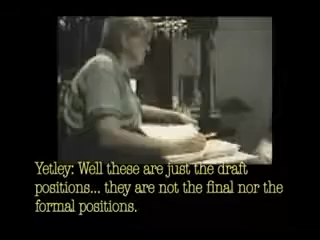 Yetley: Well these are just the draft
positions... they are not the final nor the
formal positions.